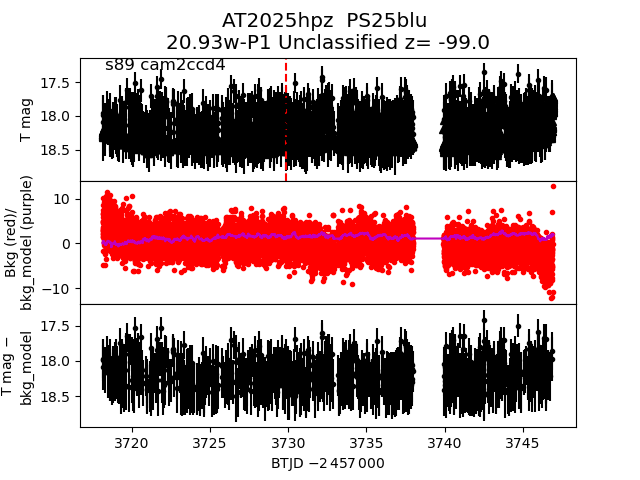 AT2025hpz  PS25blu
20.93w-P1 Unclassified z= -99.0
s89 cam2ccd4
17.5
18.0
18.5
T mag
10
0
−10
Bkg (red)/
bkg_model (purple)
17.5
18.0
18.5
T mag −
bkg_model
3720 3725 3730 3735 3740 3745
BTJD −2 457 000